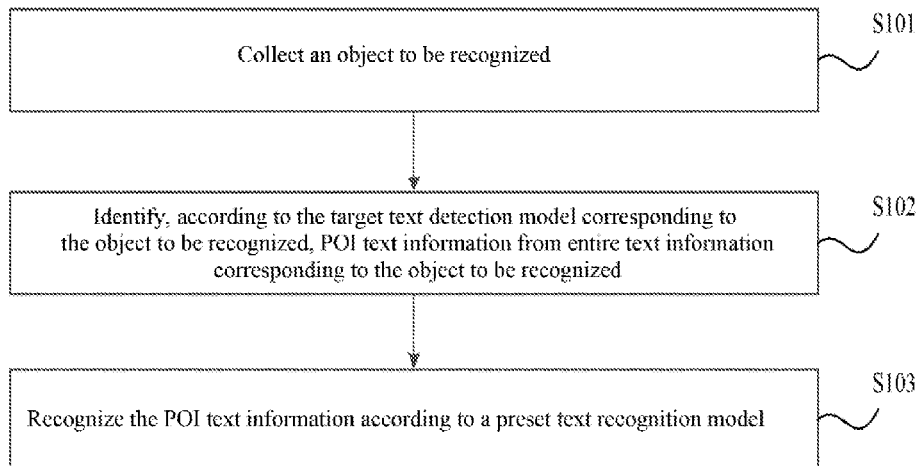 S101
Collect an object to be recognized
S102
Identify, according to the target text detection model corresponding to
the object to be recognized, POI text information from entire text information
corresponding to the object to be recognized
S103
Recognize the POI text information according to a preset text recognition model